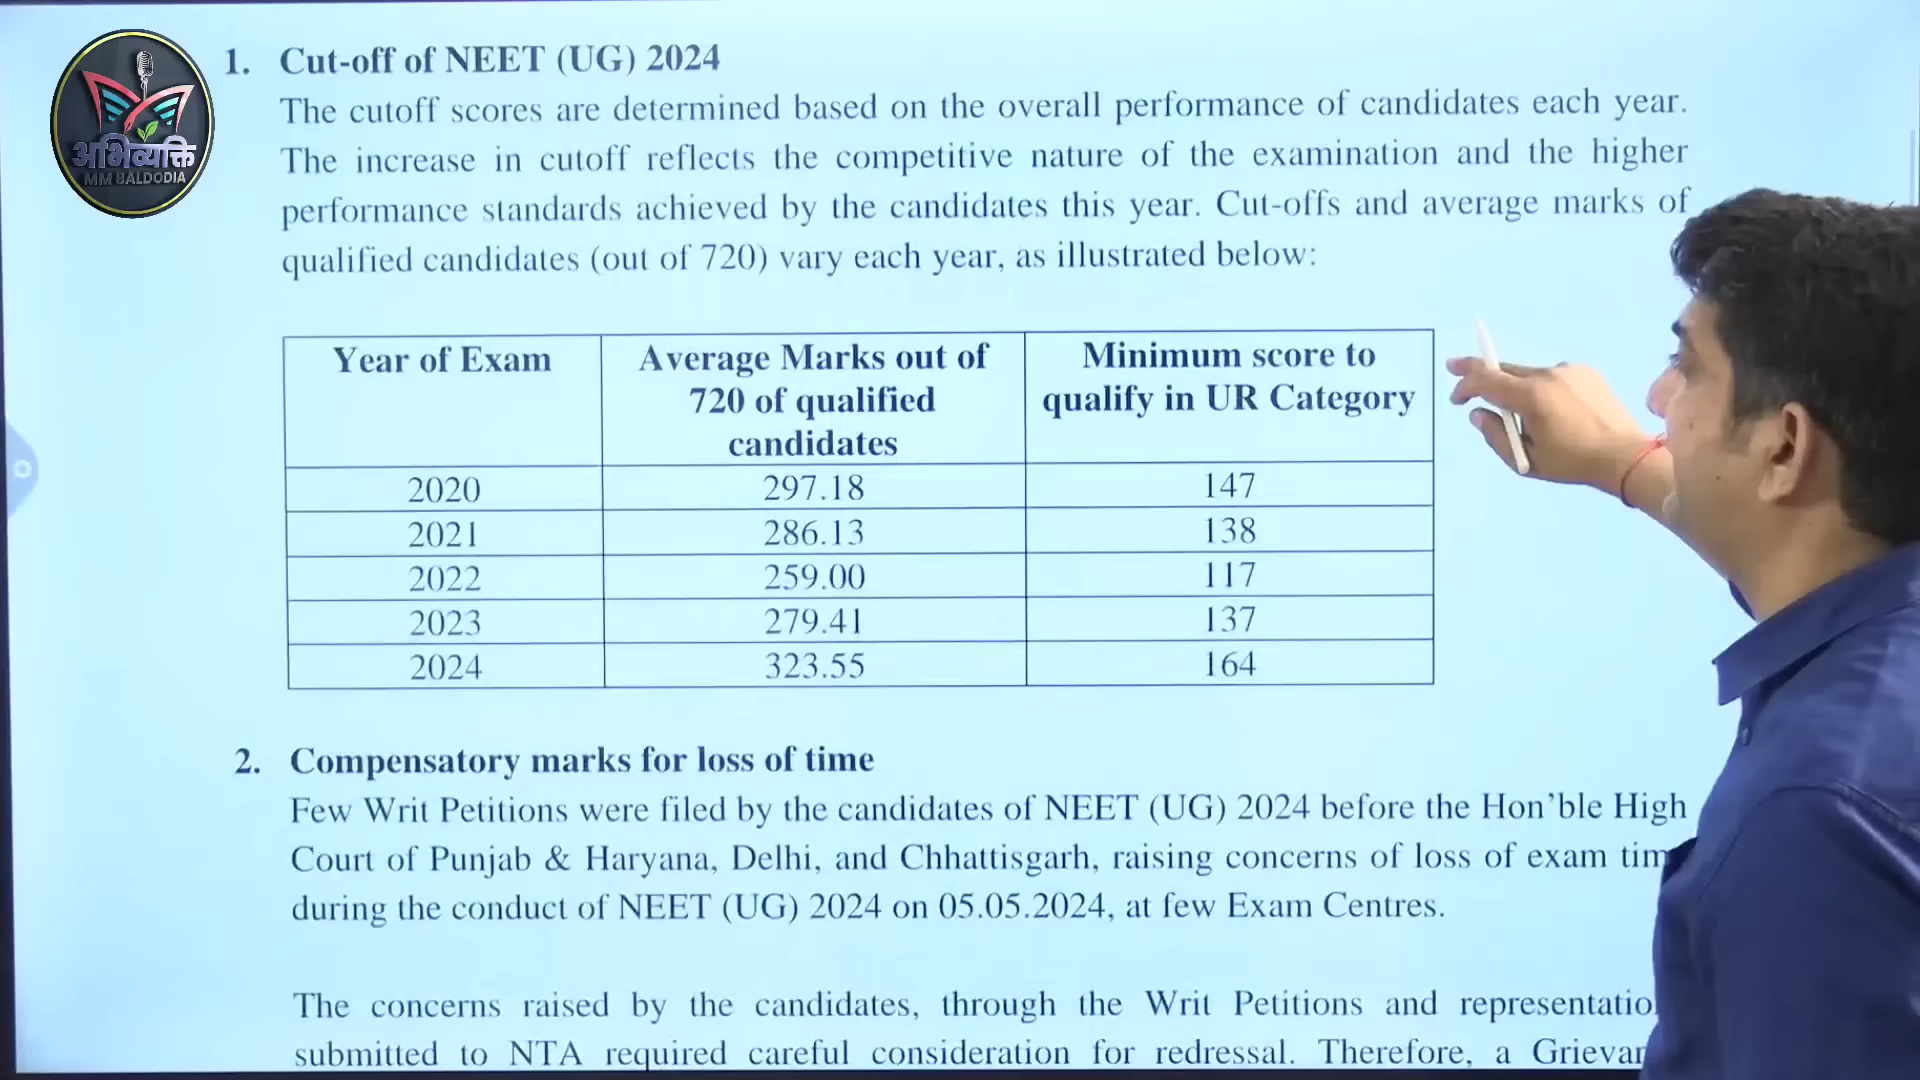 अभिव्यक्ति
MM BALDODIA
1. Cut-off of NEET (UG) 2024
The cutoff scores are determined based on the overall performance of candidates each year.
The increase in cutoff reflects the competitive nature of the examination and the higher
performance standards achieved by the candidates this year. Cut-offs and average marks of
qualified candidates (out of 720) vary each year, as illustrated below:
Year of Exam Average Marks out of 720 of qualified candidates Minimum score to qualify in UR Category
2020 297.18 147
2021 286.13 138
2022 259.00 117
2023 279.41 137
2024 323.55 164
2. Compensatory marks for loss of time
Few Writ Petitions were filed by the candidates of NEET (UG) 2024 before the Hon’ble High
Court of Punjab & Haryana, Delhi, and Chhattisgarh, raising concerns of loss of exam tim
during the conduct of NEET (UG) 2024 on 05.05.2024, at few Exam Centres.
The concerns raised by the candidates, through the Writ Petitions and representatio
submitted to NTA required careful consideration for redressal. Therefore, a Grievan